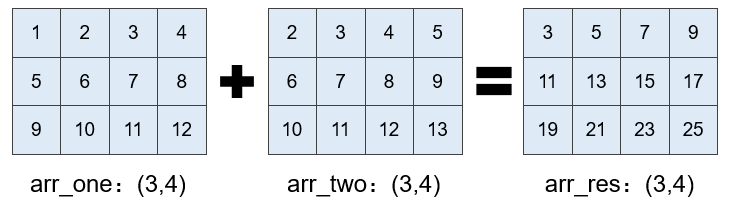 1 2 3 4 2 3 4 5 3 5 7 9
5 6 7 8 + 6 7 8 9 = 11 13 15 17
9 10 11 12 10 11 12 13 19 21 23 25
arr_one：(3,4) arr_two：(3,4) arr_res：(3,4)